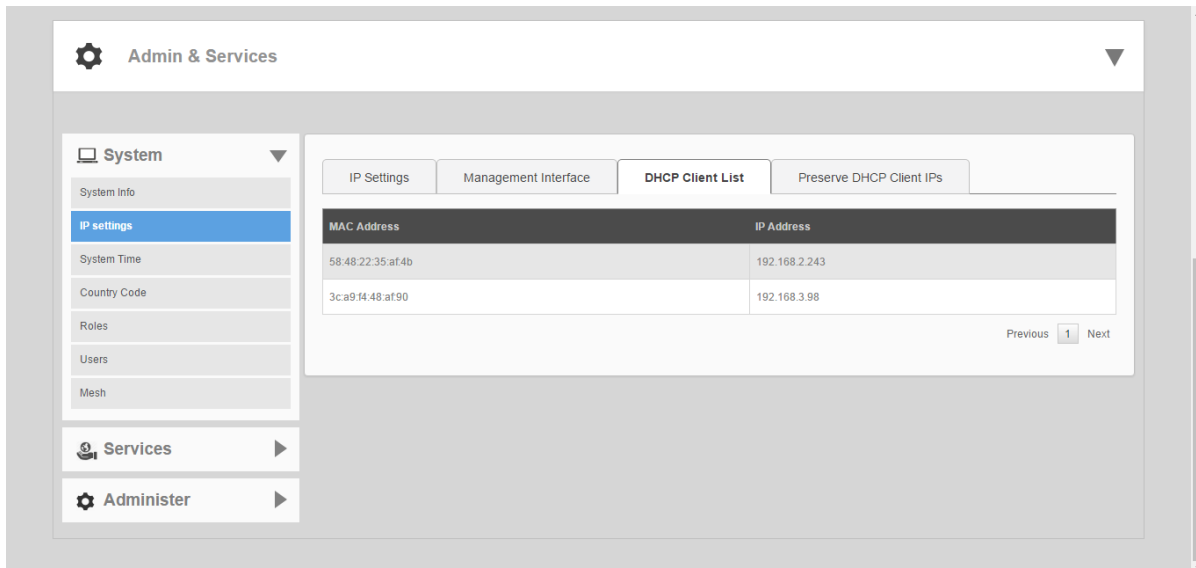 Admin & Services
System
System Info
IP settings
System Time
Country Code
Roles
Users
Mesh
Services
Administer
IP Settings Management Interface DHCP Client List Preserve DHCP Client IPs
MAC Address IP Address
58:48:22:35:af:4b 192.168.2.243
3c:a9:f4:48:af:90 192.168.3.98
Previous 1 Next